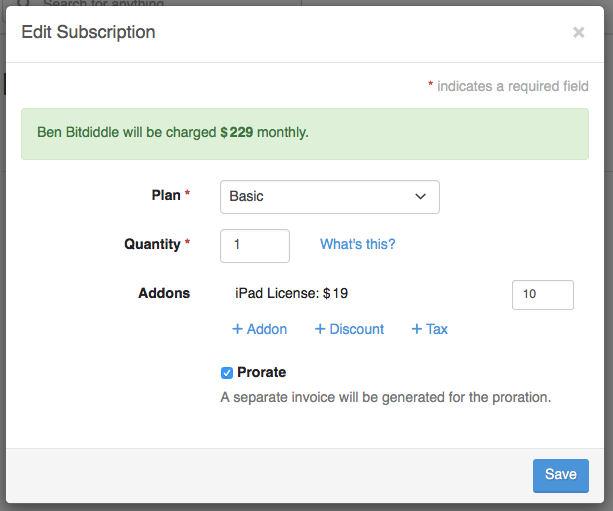 Search for anything
Edit Subscription ×
* indicates a required field
Ben Bitdiddle will be charged $229 monthly.
Plan * Basic
Quantity * 1 What's this?
Addons iPad License: $19 10
+ Addon + Discount + Tax
Prorate
A separate invoice will be generated for the proration.
Save